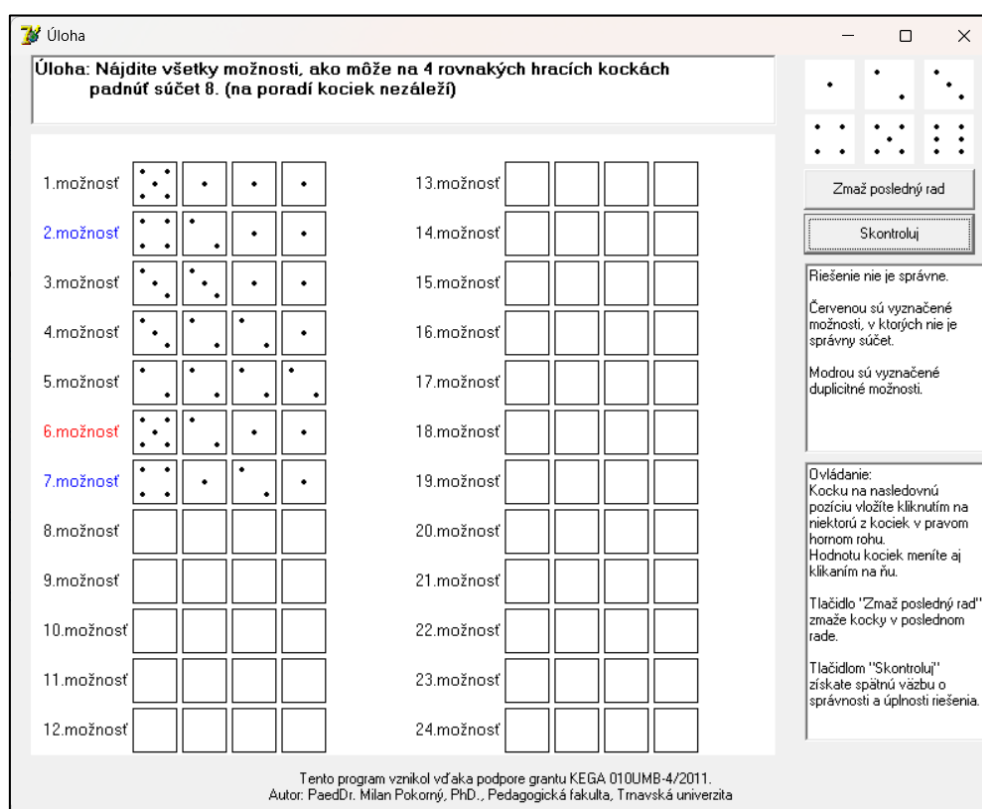 Úloha
Úloha: Nájdite všetky možnosti, ako môže na 4 rovnakých hracích kockách
padnúť súčet 8. (na poradí kociek nezáleží)
1.možnosť
2.možnosť
3.možnosť
4.možnosť
5.možnosť
6.možnosť
7.možnosť
8.možnosť
9.možnosť
10.možnosť
11.možnosť
12.možnosť
13.možnosť
14.možnosť
15.možnosť
16.možnosť
17.možnosť
18.možnosť
19.možnosť
20.možnosť
21.možnosť
22.možnosť
23.možnosť
24.možnosť
Zmaž posledný rad
Skontroluj
Riešenie nie je správne.
Červenou sú vyznačené
možnosti, v ktorých nie je
správny súčet.
Modrou sú vyznačené
duplicitné možnosti.
Ovládanie:
Kocku na nasledovnú
pozíciu vložíte kliknutím na
niektorú z kociek v pravom
hornom rohu.
Hodnotu kociek meníte aj
klikaním na ňu.
Tlačidlo "Zmaž posledný rad"
zmaže kocky v poslednom
rade.
Tlačidlom "Skontroluj"
získate spätnú väzbu o
správnosti a úplnosti riešenia.
Tento program vznikol vďaka podpore grantu KEGA 010UMB-4/2011.
Autor: PaedDr. Milan Pokorný, PhD., Pedagogická fakulta, Trnavská univerzita